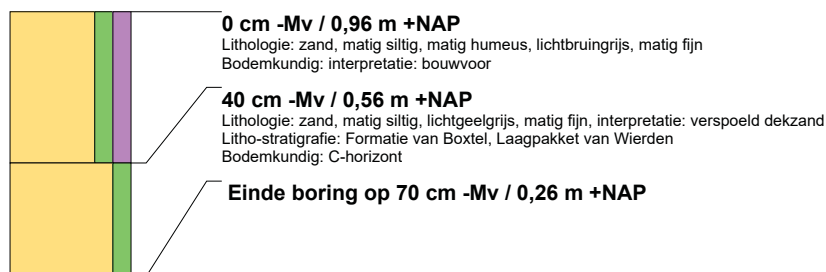 0 cm -Mv / 0,96 m +NAP
Lithologie: zand, matig siltig, matig humeus, lichtbruingrijs, matig fijn
Bodemkundig: interpretatie: bouwvoor
40 cm -Mv / 0,56 m +NAP
Lithologie: zand, matig siltig, lichtgeelgrijs, matig fijn, interpretatie: verspoeld dekzand
Litho-stratigrafie: Formatie van Boxtel, Laagpakket van Wierden
Bodemkundig: C-horizont
Einde boring op 70 cm -Mv / 0,26 m +NAP